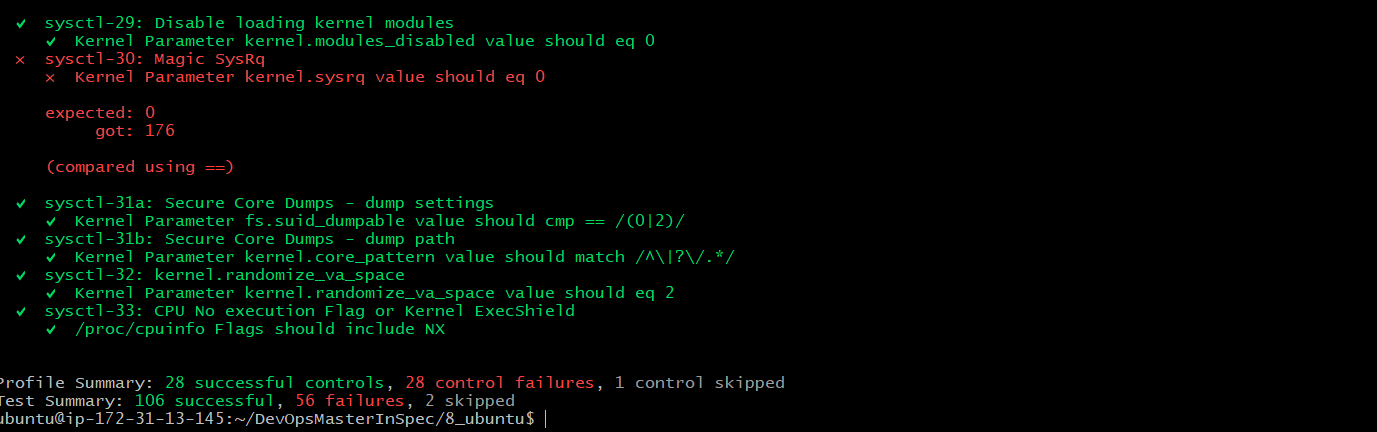 ✔ sysctl-29: Disable loading kernel modules
✔ Kernel Parameter kernel.modules_disabled value should eq 0
× sysctl-30: Magic SysRq
× Kernel Parameter kernel.sysrq value should eq 0
expected: 0
got: 176
(compared using ==)
✔ sysctl-31a: Secure Core Dumps - dump settings
✔ Kernel Parameter fs.suid_dumpable value should cmp == /(0|2)/
✔ sysctl-31b: Secure Core Dumps - dump path
✔ Kernel Parameter kernel.core_pattern value should match /^\|?\/.*/
✔ sysctl-32: kernel.randomize_va_space
✔ Kernel Parameter kernel.randomize_va_space value should eq 2
✔ sysctl-33: CPU No execution Flag or Kernel ExecShield
✔ /proc/cpuinfo Flags should include NX
Profile Summary: 28 successful controls, 28 control failures, 1 control skipped
Test Summary: 106 successful, 56 failures, 2 skipped
ubuntu@ip-172-31-13-145:~/DevOpsMasterInSpec/8_ubuntu$